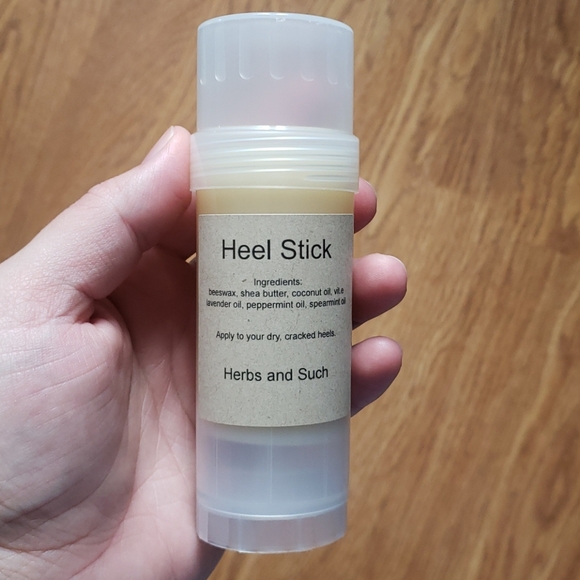 Heel Stick
Ingredients:
beeswax, shea butter, coconut oil, vit.e
lavender oil, peppermint oil, spearmint oil
Apply to your dry, cracked heels.
Herbs and Such